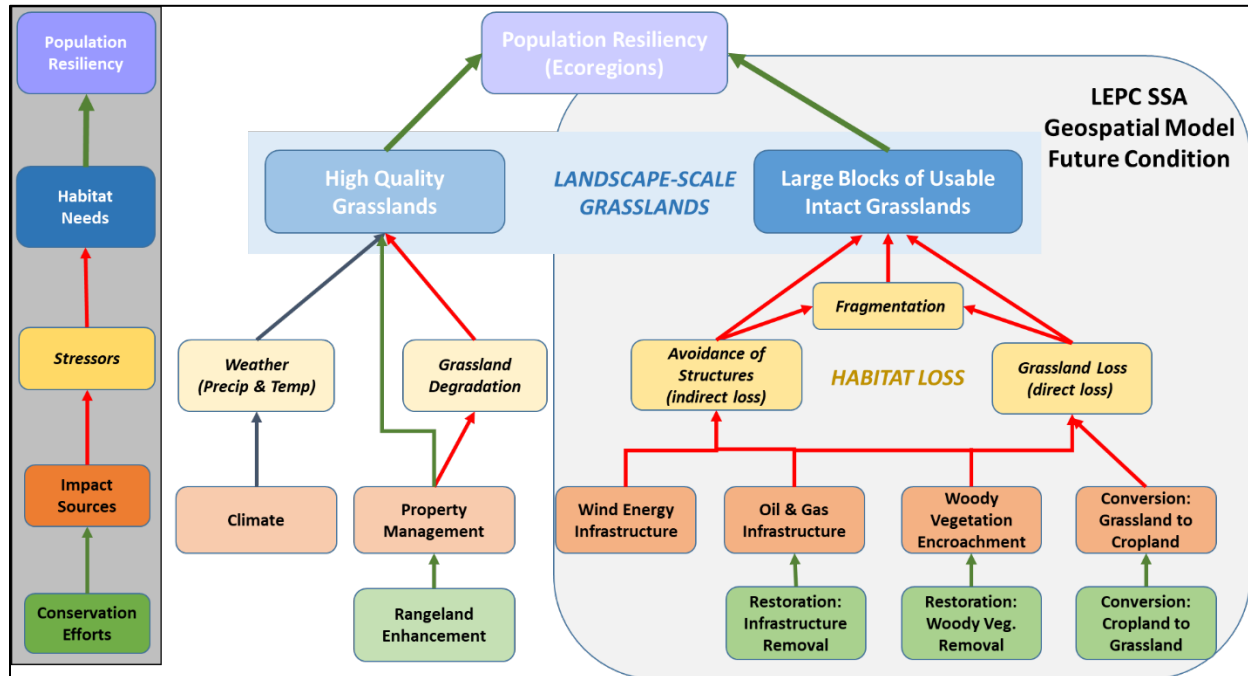 Population
Resiliency
Habitat
Needs
Stressors
Impact
Sources
Conservation
Efforts
Population Resiliency
(Ecoregions)
LEPC SSA
Geospatial Model
Future Condition
High Quality
Grasslands
LANDSCAPE-SCALE
GRASSLANDS
Large Blocks of Usable
Intact Grasslands
Fragmentation
Weather
(Precip & Temp)
Grassland
Degradation
Avoidance of
Structures
(indirect loss)
HABITAT LOSS
Grassland Loss
(direct loss)
Climate
Property
Management
Wind Energy
Infrastructure
Oil & Gas
Infrastructure
Woody
Vegetation
Encroachment
Conversion:
Grassland to
Cropland
Rangeland
Enhancement
Restoration:
Infrastructure
Removal
Restoration:
Woody Veg.
Removal
Conversion:
Cropland to
Grassland